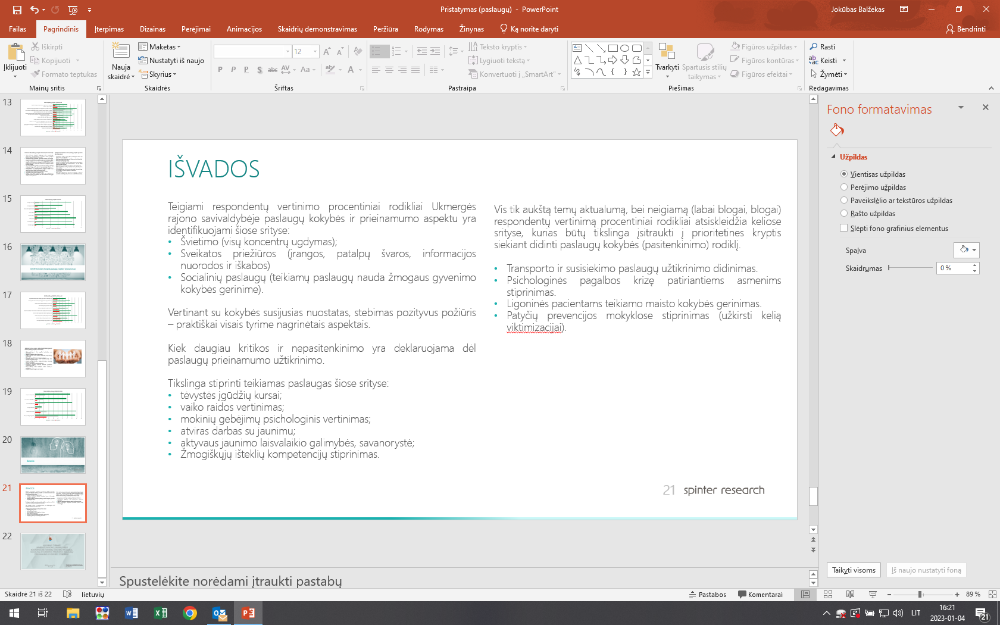 Pristatymas (paslaugų) - PowerPoint
Jokūbas Balžekas
Failas
Pagrindinis
Įterpimas
Dizainas
Perėjimai
Animacijos
Skaidrių demonstravimas
Peržiūra
Rodymas
Žinynas
Ką norite daryti
Bendrinti
Įklijuoti
Iškirpti
Kopijuoti
Formato teptukas
Mainų sritis
Nauja skaidrė
Maketas
Nustatyti iš naujo
Skyrius
Skaidrės
12
Šriftas
Teksto kryptis
Lygiuoti tekstą
Konvertuoti į „SmartArt“
Pastraipa
Tvarkyti
Spartusis stilių taikymas
Figūros užpildas
Figūros kontūras
Figūros efektai
Piešimas
Rasti
Keisti
Žymėti
Redagavimas
13
14
15
16
17
18
19
20
21
22
IŠVADOS
Teigiami respondentų vertinimo procentiniai rodikliai Ukmergės
rajono savivaldybėje paslaugų kokybės ir prieinamumo aspektu yra
identifikuojami šiose srityse:
• Švietimo (visų koncentrų ugdymas);
• Sveikatos priežiūros (įrangos, patalpų švaros, informacijos
nuorodos ir iškabos)
• Socialinių paslaugų (teikiamų paslaugų nauda žmogaus gyvenimo
kokybės gerinime).
Vertinant su kokybės susijusias nuostatas, stebimas pozityvus požiūris
– praktiškai visais tyrime nagrinėtais aspektais.
Kiek daugiau kritikos ir nepasitenkinimo yra deklaruojama dėl
paslaugų prieinamumo užtikrinimo.
Tikslinga stiprinti teikiamas paslaugas šiose srityse:
• tėvystės įgūdžių kursai;
• vaiko raidos vertinimas;
• mokinių gebėjimų psichologinis vertinimas;
• atviras darbas su jaunimu;
• aktyvaus jaunimo laisvalaikio galimybės, savanorystė;
• Žmogiškųjų išteklių kompetencijų stiprinimas.
Vis tik aukštą temų aktualumą, bei neigiamą (labai blogai, blogai)
respondentų vertinimą procentiniai rodikliai atsiskleidžia keliose
srityse, kurias būtų tikslinga įsitraukti į prioritetines kryptis
siekiant didinti paslaugų kokybės (pasitenkinimo) rodiklį.
• Transporto ir susisiekimo paslaugų užtikrinimo didinimas.
• Psichologinės pagalbos krizę patiriantiems asmenims
stiprinimas.
• Ligoninės pacientams teikiamo maisto kokybės gerinimas.
• Patyčių prevencijos mokyklose stiprinimas (užkirsti kelią
viktimizacijai).
21 spinter research
Fono formatavimas
Užpildas
Vientisas užpildas
Perėjimo užpildas
Paveikslėlio ar tekstūros užpildas
Rašto užpildas
Slėpti fono grafinius elementus
Spalva
Skaidrumas
0 %
Taikyti visoms
Iš naujo nustatyti foną
Spustelėkite norėdami įtraukti pastabų
Skaidrė 21 iš 22
lietuvių
Pastabos
Komentarai
89 %
LIT
16:21
2023-01-04
21